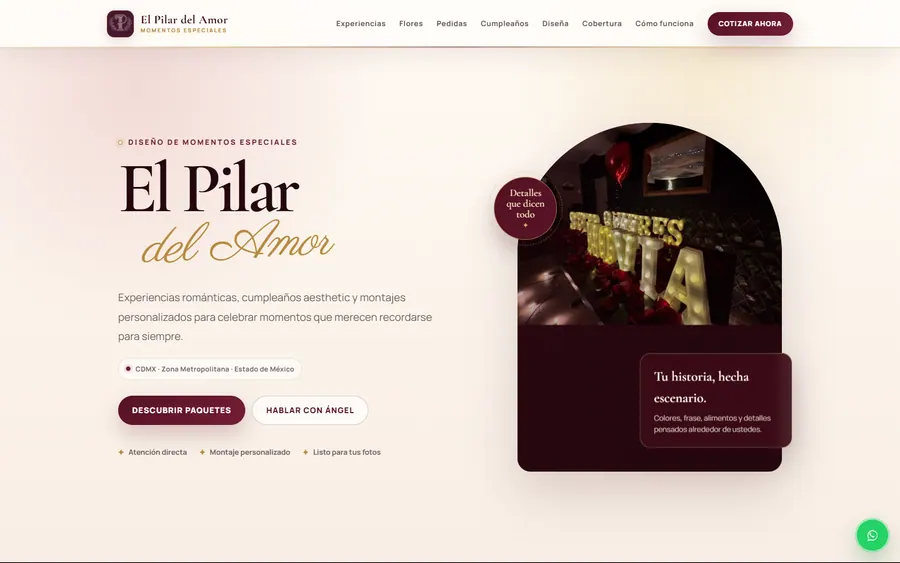 El Pilar del Amor
MOMENTOS ESPECIALES
Experiencias Flores Pedidas Cumpleaños Diseña Cobertura Cómo funciona COTIZAR AHORA
DISEÑO DE MOMENTOS ESPECIALES
El Pilar
del Amor
Experiencias románticas, cumpleaños aesthetic y montajes
personalizados para celebrar momentos que merecen recordarse
para siempre.
CDMX · Zona Metropolitana · Estado de México
DESCUBRIR PAQUETES HABLAR CON ÁNGEL
Atención directa Montaje personalizado Listo para tus fotos
Detalles
que dicen
todo
Tu historia, hecha
escenario.
Colores, frase, alimentos y detalles
pensados alrededor de ustedes.